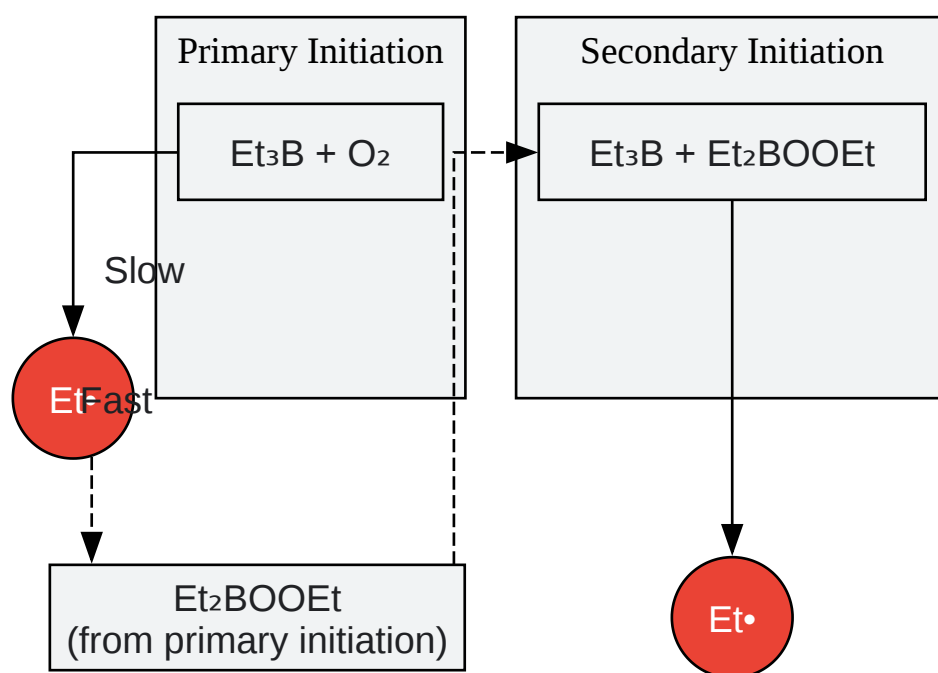 Primary Initiation
Secondary Initiation
Et₃B + O₂
Et₃B + Et₂BOOEt
Slow
Et•
Fast
Et₂BOOEt
(from primary initiation)
Et•